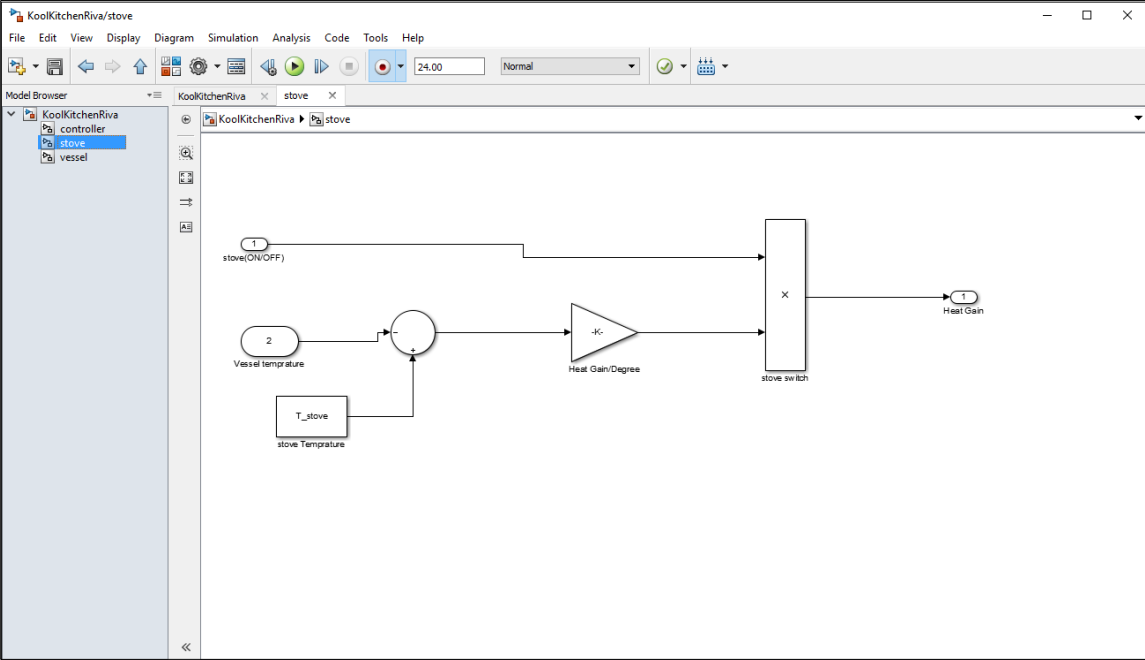 KoolKitchenRiva/stove
File Edit View Display Diagram Simulation Analysis Code Tools Help
24.00 Normal
Model Browser
KoolKitchenRiva
controller
stove
vessel
KoolKitchenRiva stove
KoolKitchenRiva stove
1
stove(ON/OFF)
2
Vessel temprature
T_stove
stove Temprature
-
+
-K-
Heat Gain/Degree
×
stove switch
1
Heat Gain